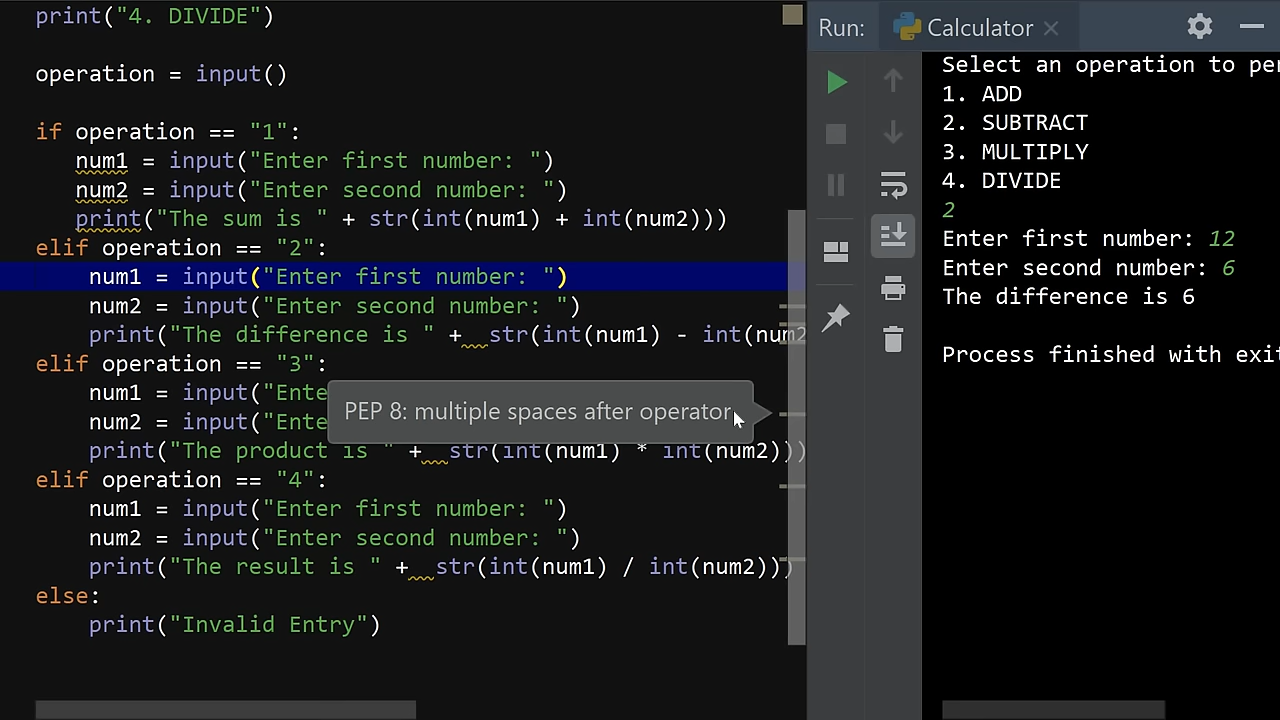 print("4. DIVIDE")
operation = input()
if operation == "1":
num1 = input("Enter first number: ")
num2 = input("Enter second number: ")
print("The sum is " + str(int(num1) + int(num2)))
elif operation == "2":
num1 = input("Enter first number: ")
num2 = input("Enter second number: ")
print("The difference is " +  str(int(num1) - int(num2
elif operation == "3":
num1 = input("Ente
num2 = input("Ente
PEP 8: multiple spaces after operator
print("The product is " +  str(int(num1) * int(num2)))
elif operation == "4":
num1 = input("Enter first number: ")
num2 = input("Enter second number: ")
print("The result is " +  str(int(num1) / int(num2)))
else:
print("Invalid Entry")
Run: Calculator
Select an operation to per
1. ADD
2. SUBTRACT
3. MULTIPLY
4. DIVIDE
2
Enter first number: 12
Enter second number: 6
The difference is 6
Process finished with exit